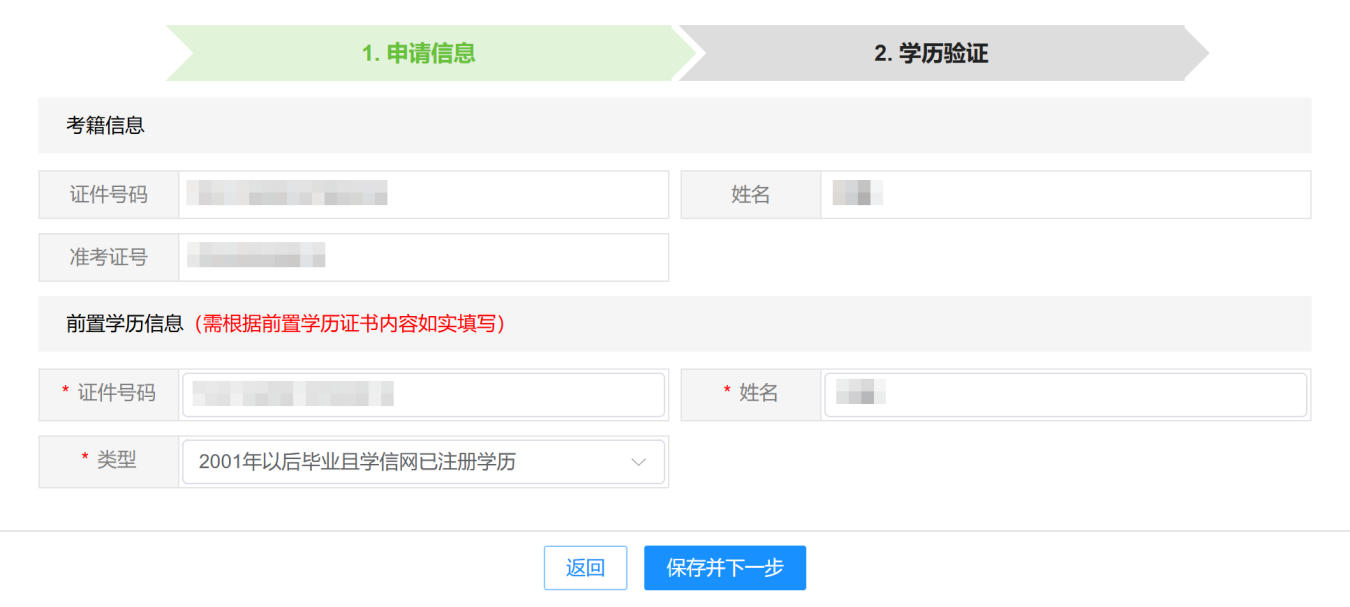 1. 申请信息 2. 学历验证
考籍信息
证件号码 姓名
准考证号
前置学历信息（需根据前置学历证书内容如实填写）
* 证件号码 * 姓名
* 类型 2001年以后毕业且学信网已注册学历
返回 保存并下一步